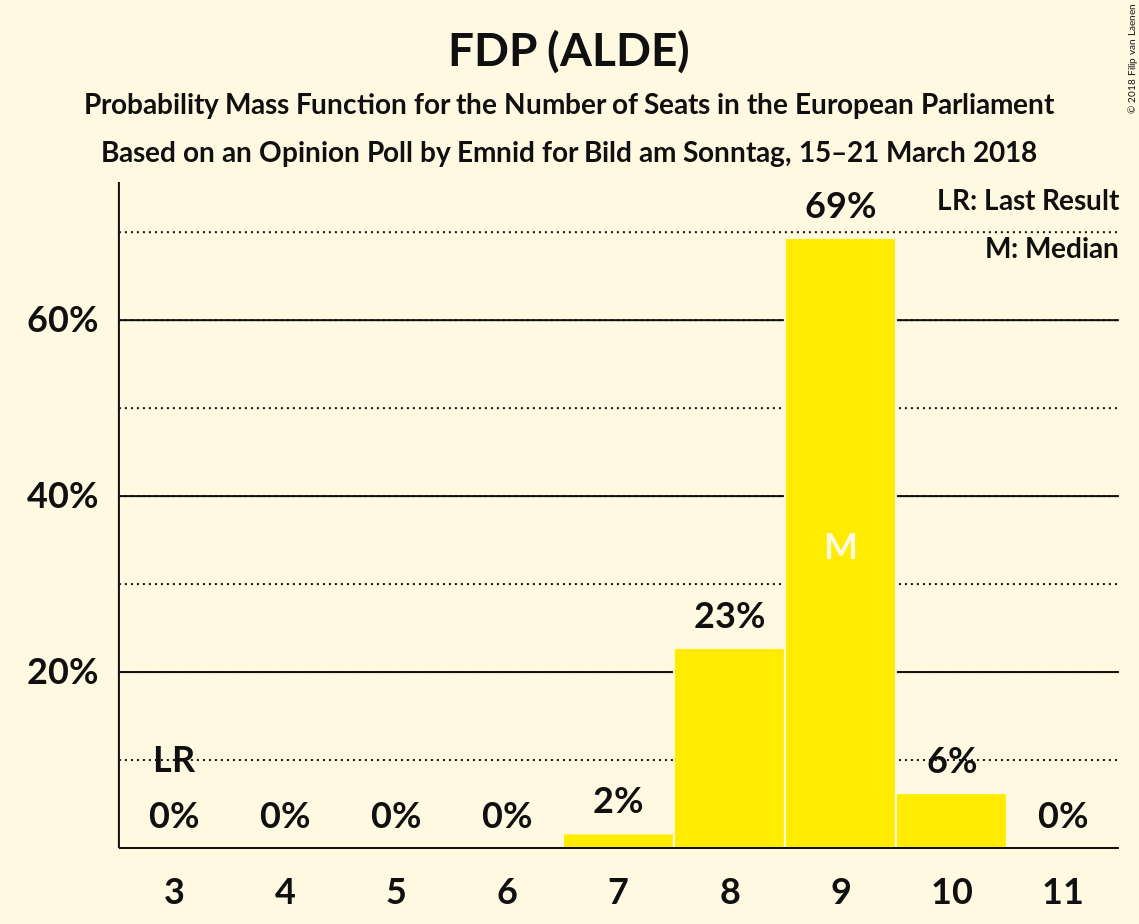 FDP (ALDE)
Probability Mass Function for the Number of Seats in the European Parliament
Based on an Opinion Poll by Emnid for Bild am Sonntag, 15–21 March 2018
© 2018 Filip van Laenen
LR: Last Result
M: Median
60%
40%
20%
LR
0%
0%
0%
0%
2%
23%
69%
M
6%
0%
3 4 5 6 7 8 9 10 11